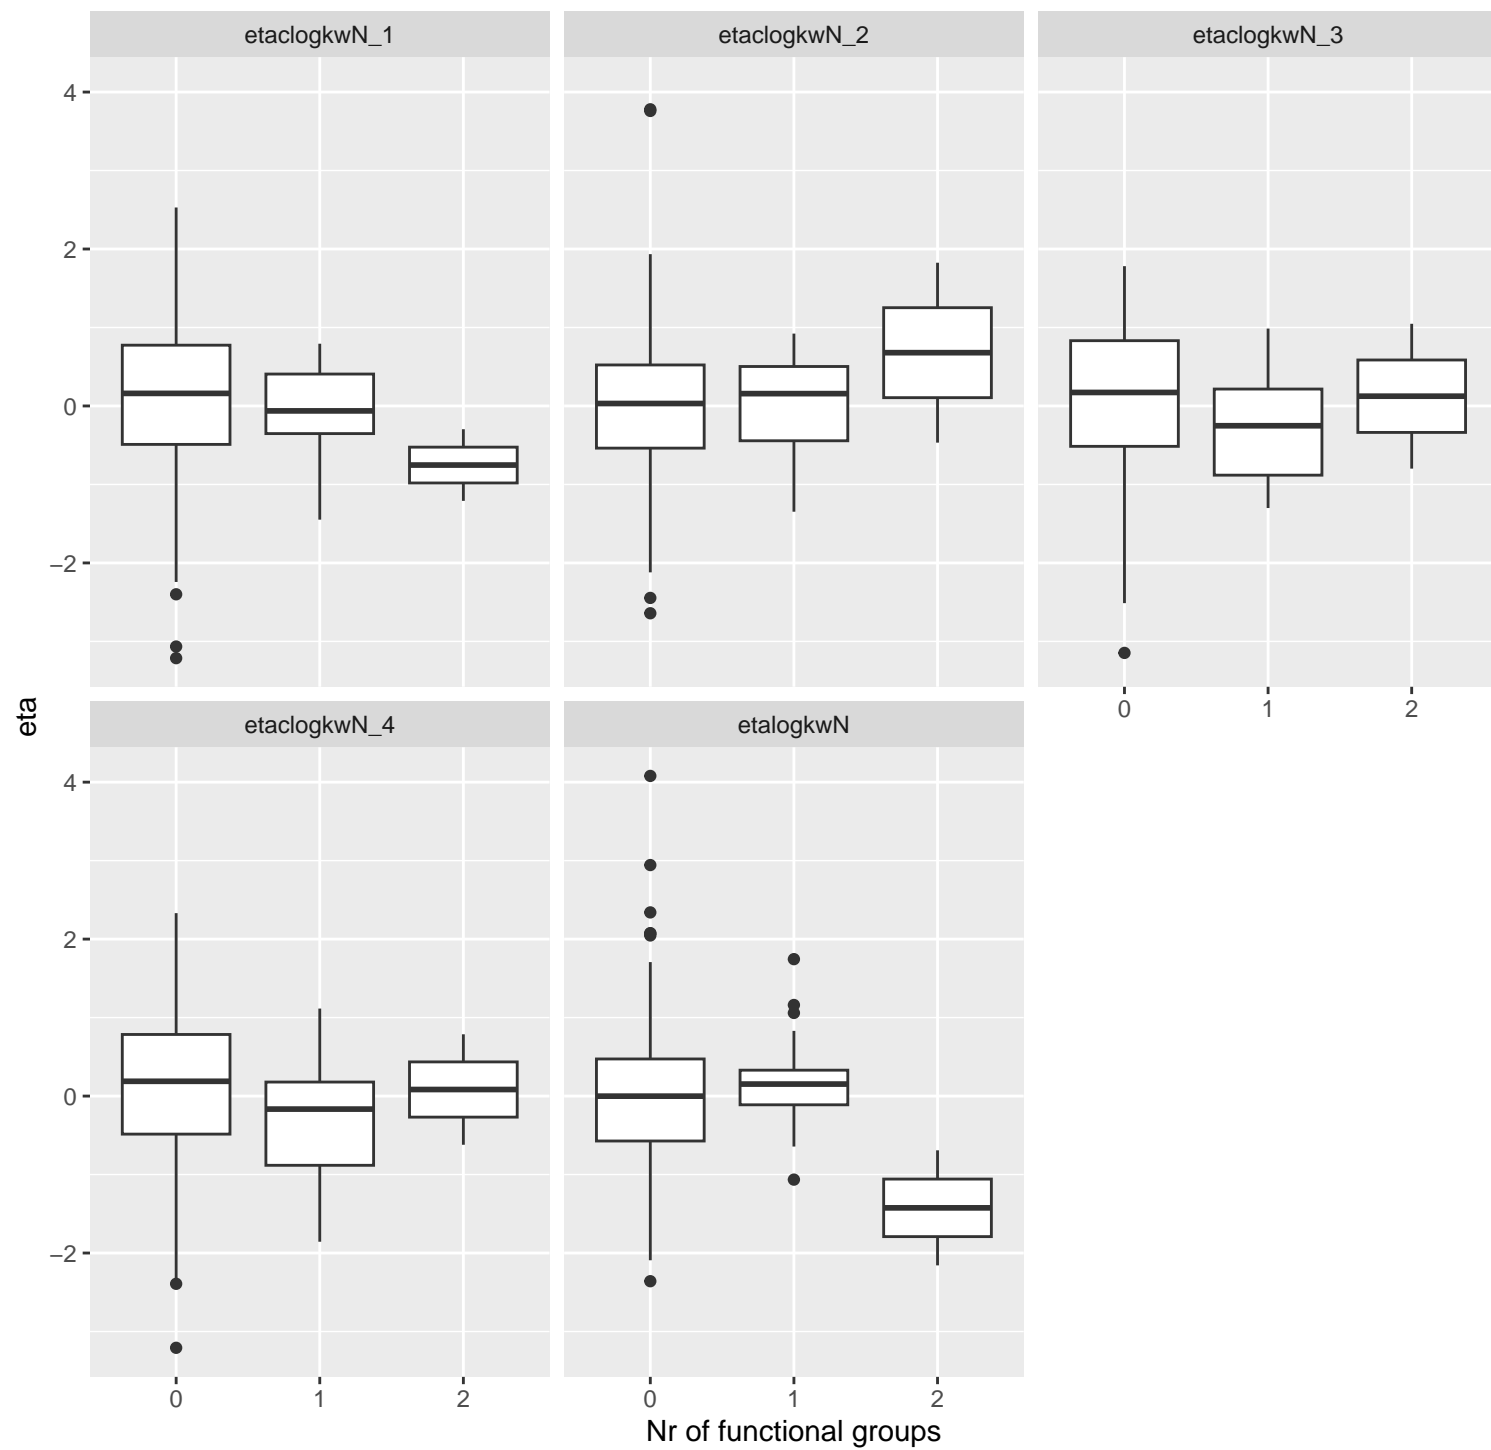 etaclogkwN_1 etaclogkwN_2 etaclogkwN_3
4
2
0
−2
0 1 2
eta
etaclogkwN_4 etalogkwN
4
2
0
−2
0 1 2 0 1 2
Nr of functional groups